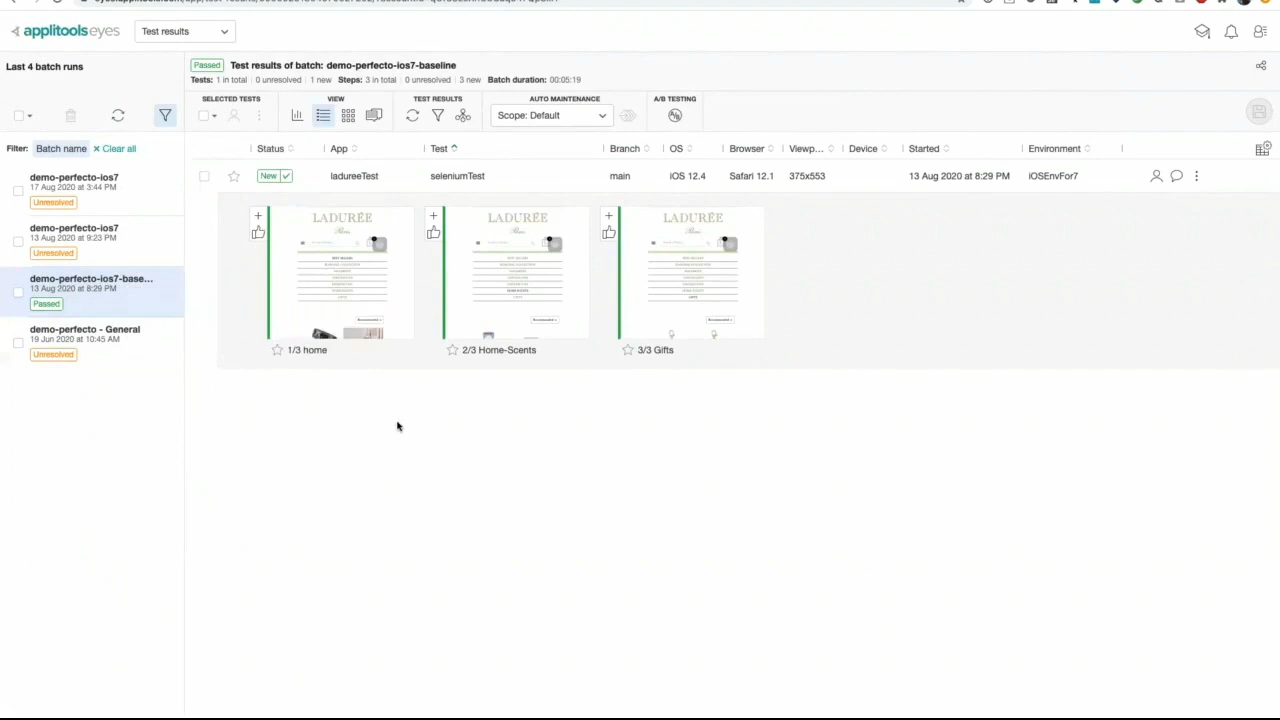 applitools eyes
Test results
Last 4 batch runs
Passed Test results of batch: demo-perfecto-ios7-baseline
Tests: 1 in total | 0 unresolved | 1 new Steps: 3 in total | 0 unresolved | 3 new Batch duration: 00:05:19
SELECTED TESTS VIEW TEST RESULTS AUTO MAINTENANCE A/B TESTING
Scope: Default
Filter: Batch name × Clear all
Status App Test Branch OS Browser Viewp... Device Started Environment
New ladureeTest seleniumTest main iOS 12.4 Safari 12.1 375x553 13 Aug 2020 at 8:29 PM iOSEnvFor7
demo-perfecto-ios7
17 Aug 2020 at 3:44 PM
Unresolved
demo-perfecto-ios7
13 Aug 2020 at 9:23 PM
Unresolved
demo-perfecto-ios7-base...
13 Aug 2020 at 8:29 PM
Passed
demo-perfecto - General
19 Jun 2020 at 10:45 AM
Unresolved
LADURÉE LADURÉE LADURÉE
Paris Paris Paris
1/3 home 2/3 Home-Scents 3/3 Gifts